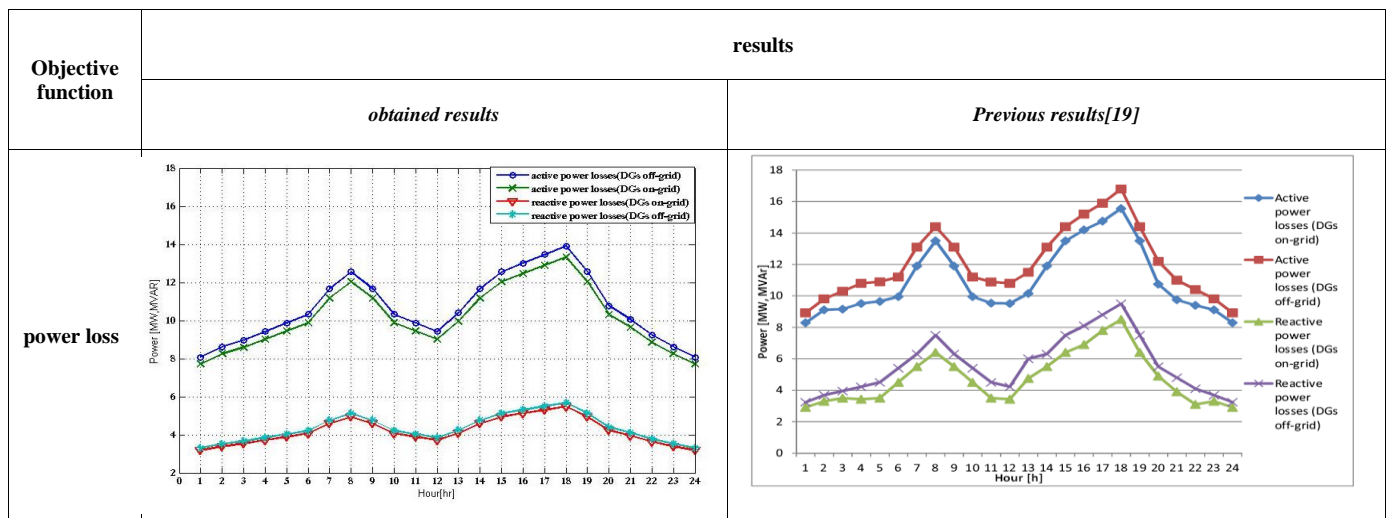 Objective
function
results
obtained results
Previous results[19]
power loss
18
16
14
12
10
8
6
4
2
Power [MW,MVAR]
active power losses(DGs off-grid)
active power losses(DGs on-grid)
reactive power losses(DGs on-grid)
reactive power losses(DGs off-grid)
0 1 2 3 4 5 6 7 8 9 10 11 12 13 14 15 16 17 18 19 20 21 22 23 24
Hour[hr]
18
16
14
12
10
8
6
4
2
0
Power [MW,MVAr]
1 2 3 4 5 6 7 8 9 10 11 12 13 14 15 16 17 18 19 20 21 22 23 24
Hour [h]
Active
power
losses (DGs
on-grid)
Active
power
losses (DGs
off-grid)
Reactive
power
losses (DGs
on-grid)
Reactive
power
losses (DGs
off-grid)